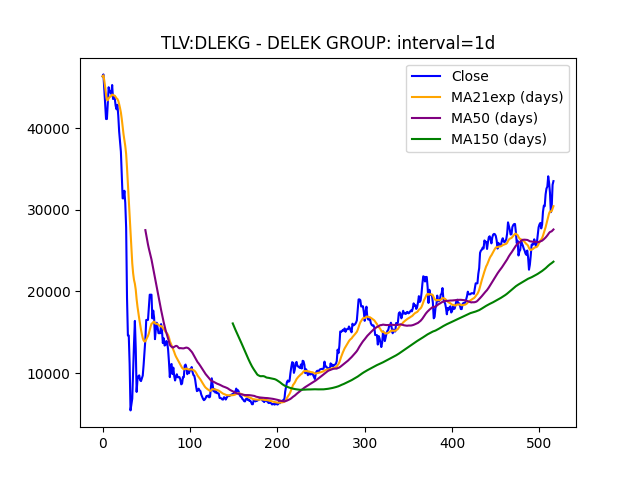 TLV:DLEKG - DELEK GROUP: interval=1d
Close
MA21exp (days)
MA50 (days)
MA150 (days)
40000
30000
20000
10000
0 100 200 300 400 500